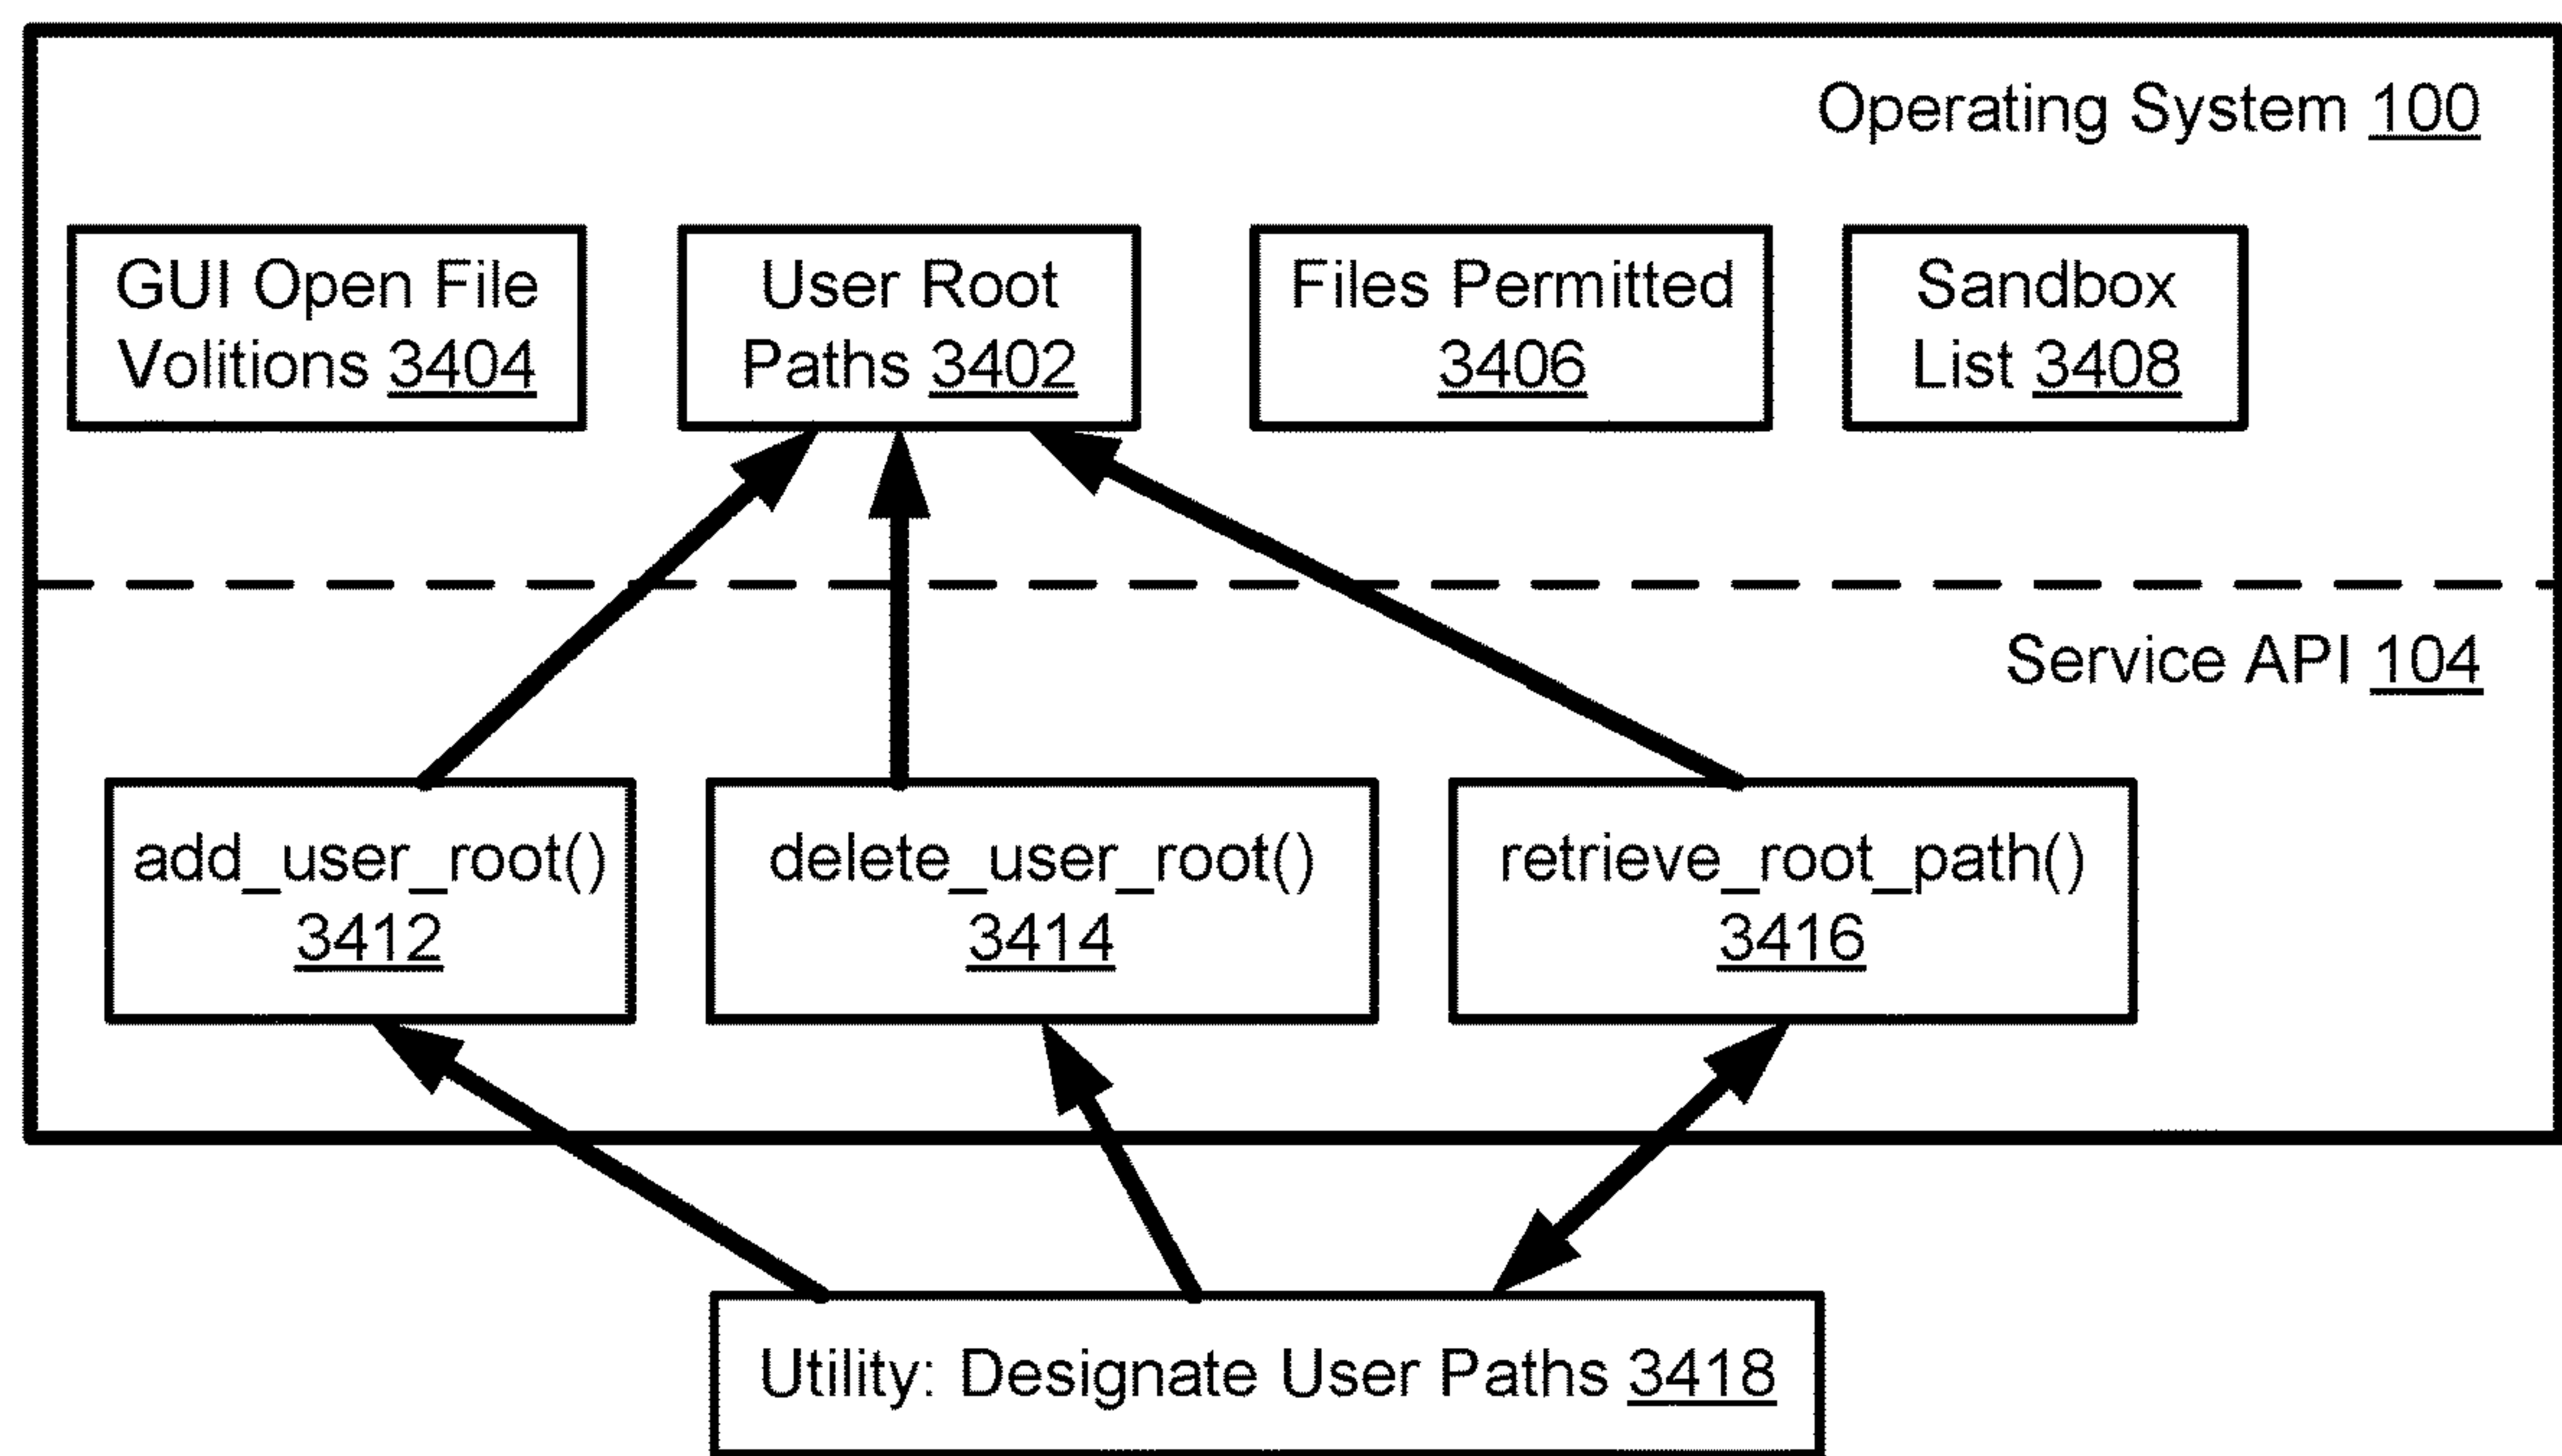 Operating System 100
GUI Open File
Volitions 3404
User Root
Paths 3402
Files Permitted
3406
Sandbox
List 3408
Service API 104
add_user_root()
3412
delete_user_root()
3414
retrieve_root_path()
3416
Utility: Designate User Paths 3418